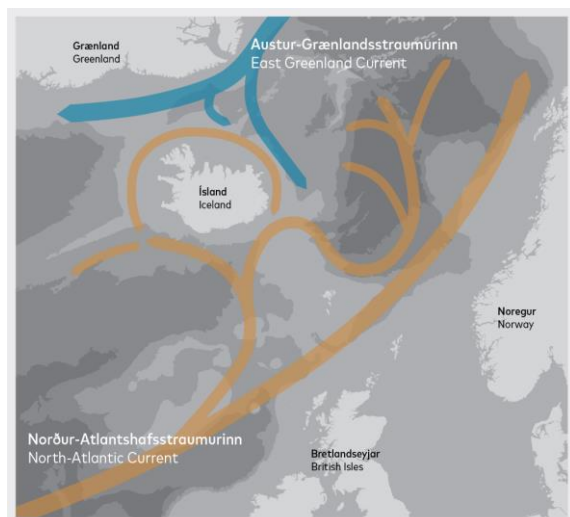 Grænland
Greenland
Austur-Grænlandsstraumurinn
East Greenland Current
Ísland
Iceland
Noregur
Norway
Norður-Atlantshafsstraumurinn
North-Atlantic Current
Bretlandseyjar
British Isles